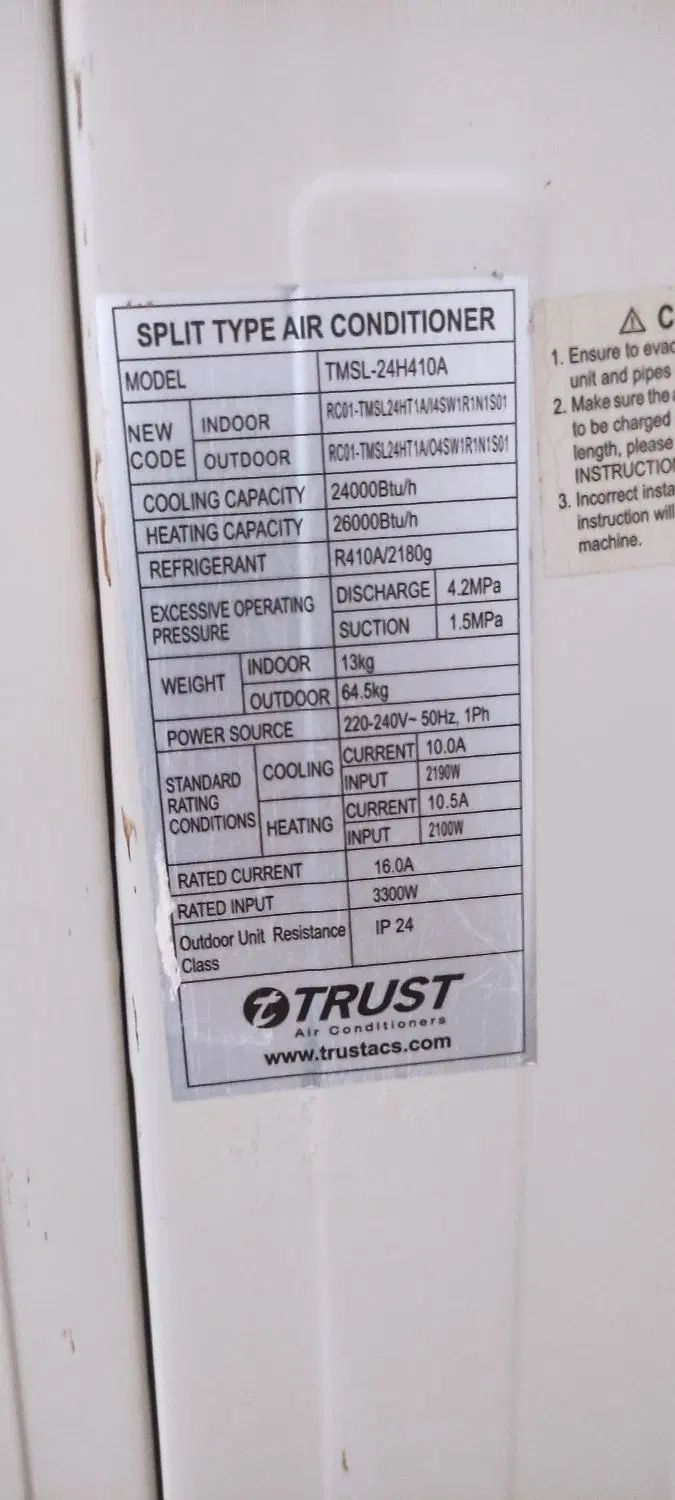 SPLIT TYPE AIR CONDITIONER
MODEL TMSL-24H410A
NEW CODE INDOOR RC01-TMSL24HT1A/I4SW1R1N1S01
OUTDOOR RC01-TMSL24HT1A/O4SW1R1N1S01
COOLING CAPACITY 24000Btu/h
HEATING CAPACITY 26000Btu/h
REFRIGERANT R410A/2180g
EXCESSIVE OPERATING PRESSURE DISCHARGE 4.2MPa
SUCTION 1.5MPa
WEIGHT INDOOR 13kg
OUTDOOR 64.5kg
POWER SOURCE 220-240V~ 50Hz, 1Ph
STANDARD RATING CONDITIONS COOLING CURRENT 10.0A
INPUT 2190W
HEATING CURRENT 10.5A
INPUT 2100W
RATED CURRENT 16.0A
RATED INPUT 3300W
Outdoor Unit Resistance Class IP 24
TRUST
Air Conditioners
www.trustacs.com
⚠ C
1. Ensure to evac
unit and pipes
2. Make sure the
to be charged
length, please
INSTRUCTIO
3. Incorrect insta
instruction will
machine.